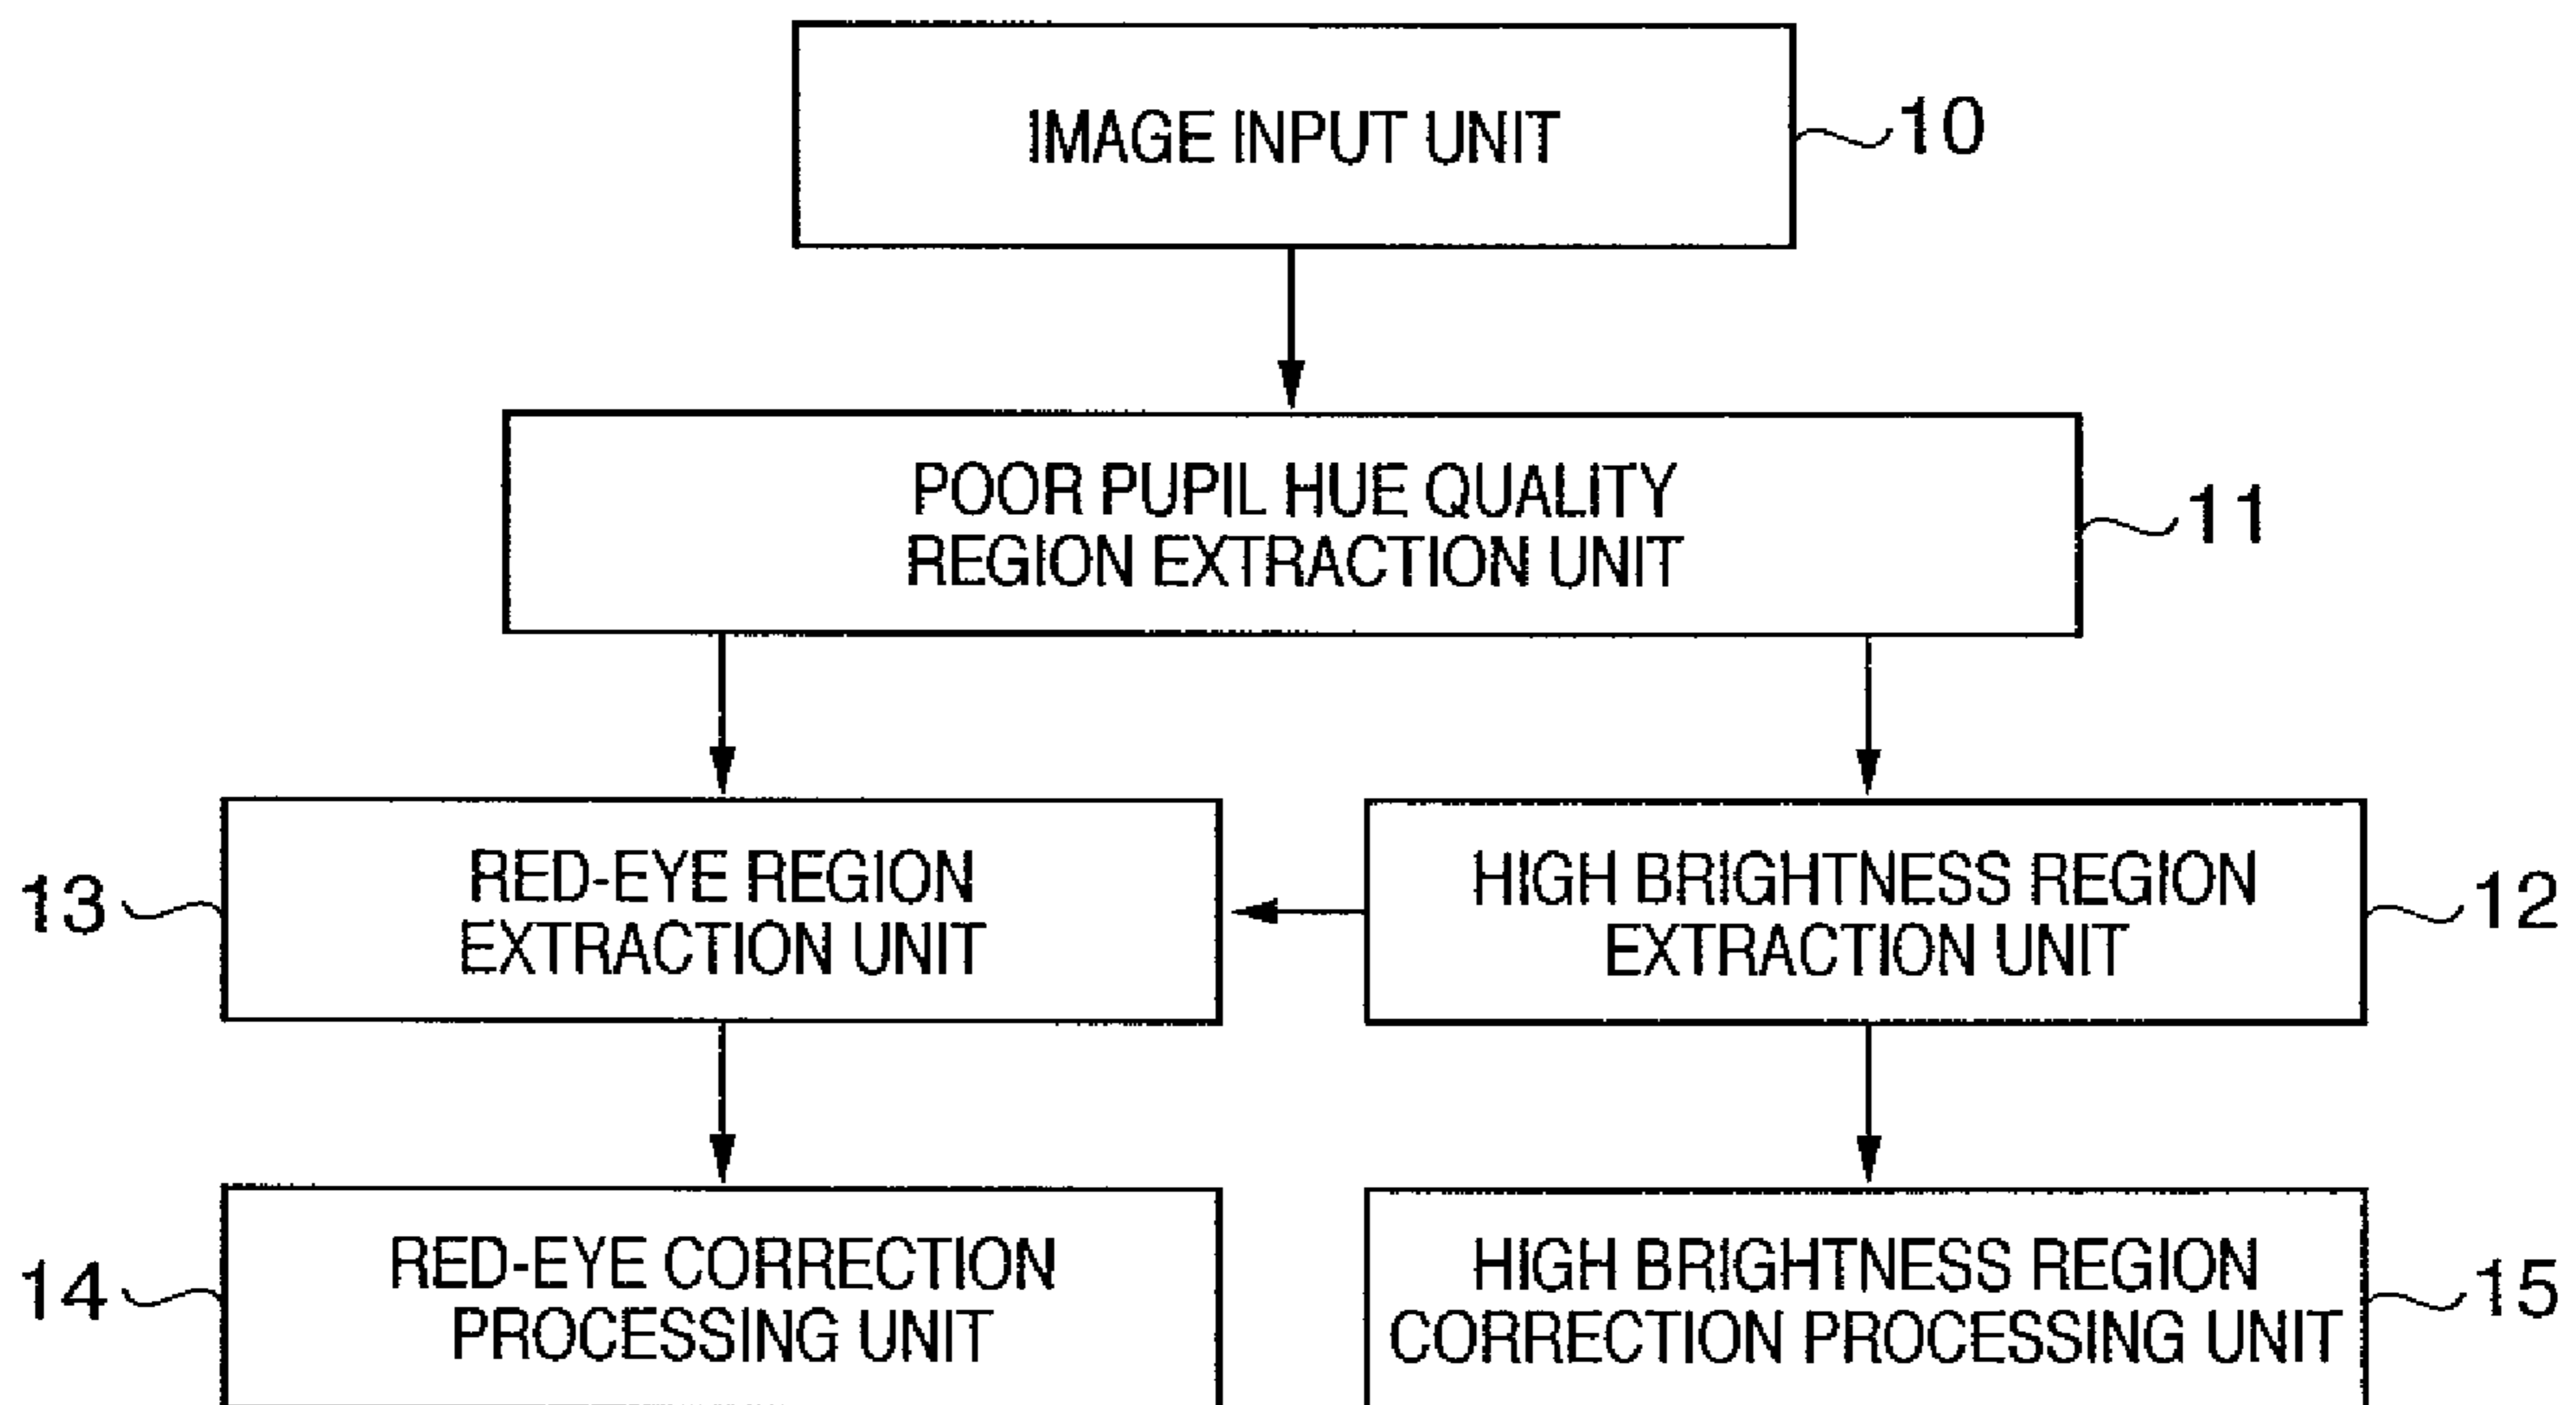 IMAGE INPUT UNIT
10
POOR PUPIL HUE QUALITY
REGION EXTRACTION UNIT
11
13
RED-EYE REGION
EXTRACTION UNIT
HIGH BRIGHTNESS REGION
EXTRACTION UNIT
12
14
RED-EYE CORRECTION
PROCESSING UNIT
HIGH BRIGHTNESS REGION
CORRECTION PROCESSING UNIT
15